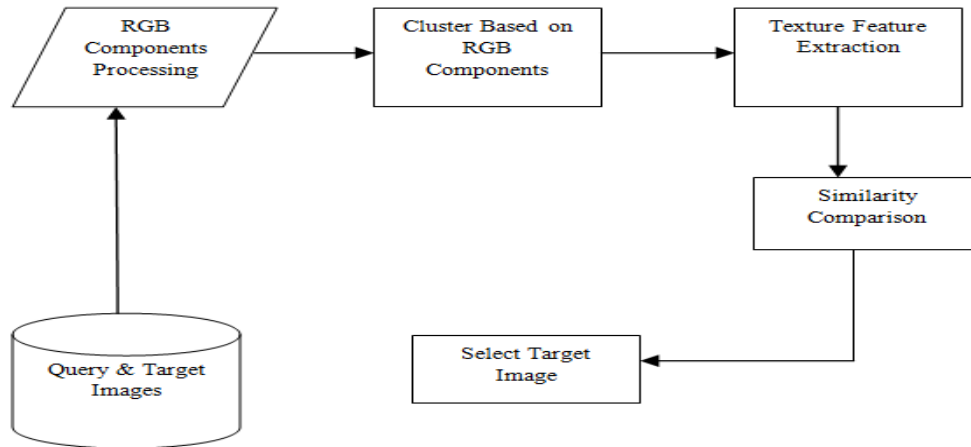 RGB
Components
Processing
Cluster Based on
RGB
Components
Texture Feature
Extraction
Similarity
Comparison
Select Target
Image
Query & Target
Images